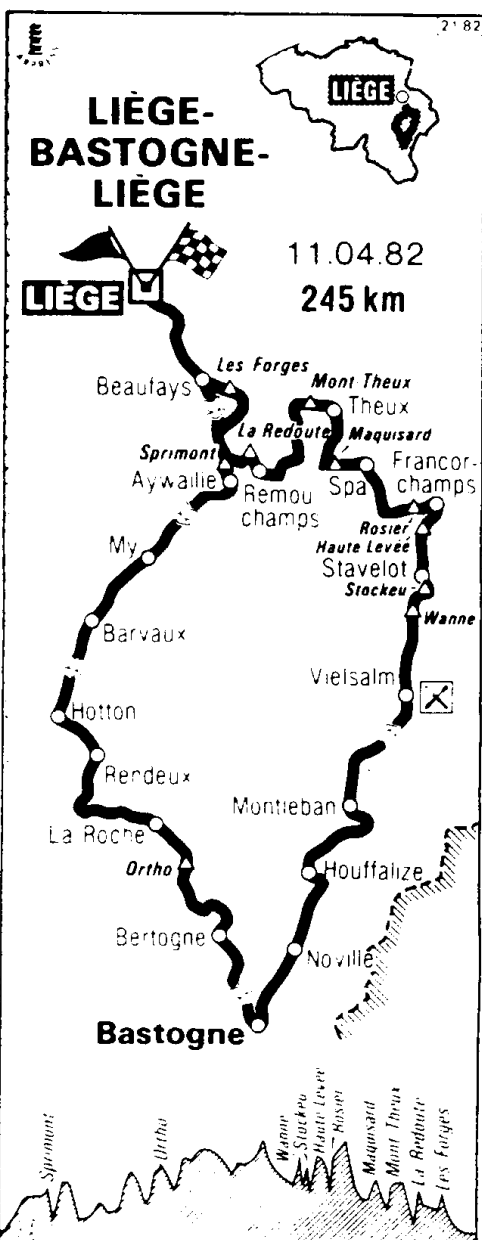 21 82
LIÈGE
LIÈGE-
BASTOGNE-
LIÈGE
11.04.82
245 km
LIÈGE
Les Forges
Beaufays
Mont Theux
Theux
La Redoute
Maquisard
Sprimont
Aywailie
Remou
champs
Spa
Francor-
champs
Rosier
Haute Levéé
Stavelot
Stockeu
Wanne
My
Barvaux
Vielsalm
Hotton
Rendeux
Montleban
La Roche
Ortho
Houffalize
Bertogne
Noville
Bastogne
Sprimont
Ortho
Wanne
Stockeu
Haute Levée
Rosier
Maquisard
Mont Theux
La Redoute
Les Forges